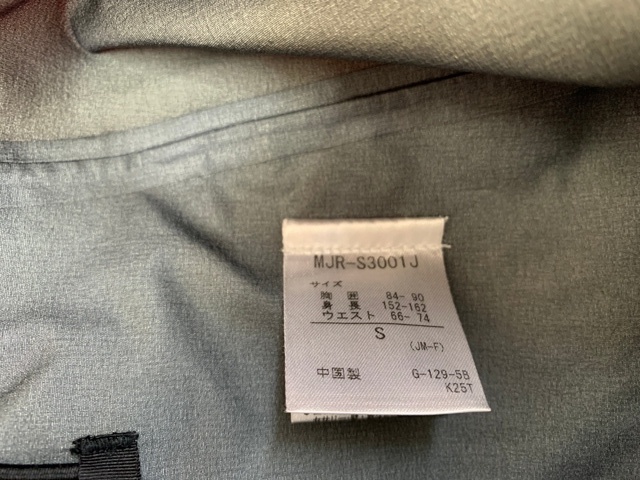 MJR-S3001J
サイズ
胸 囲 84- 90
身 長 152-162
ウエスト 66- 74
S
(JM-F)
中国製 G-129-5B
K25T